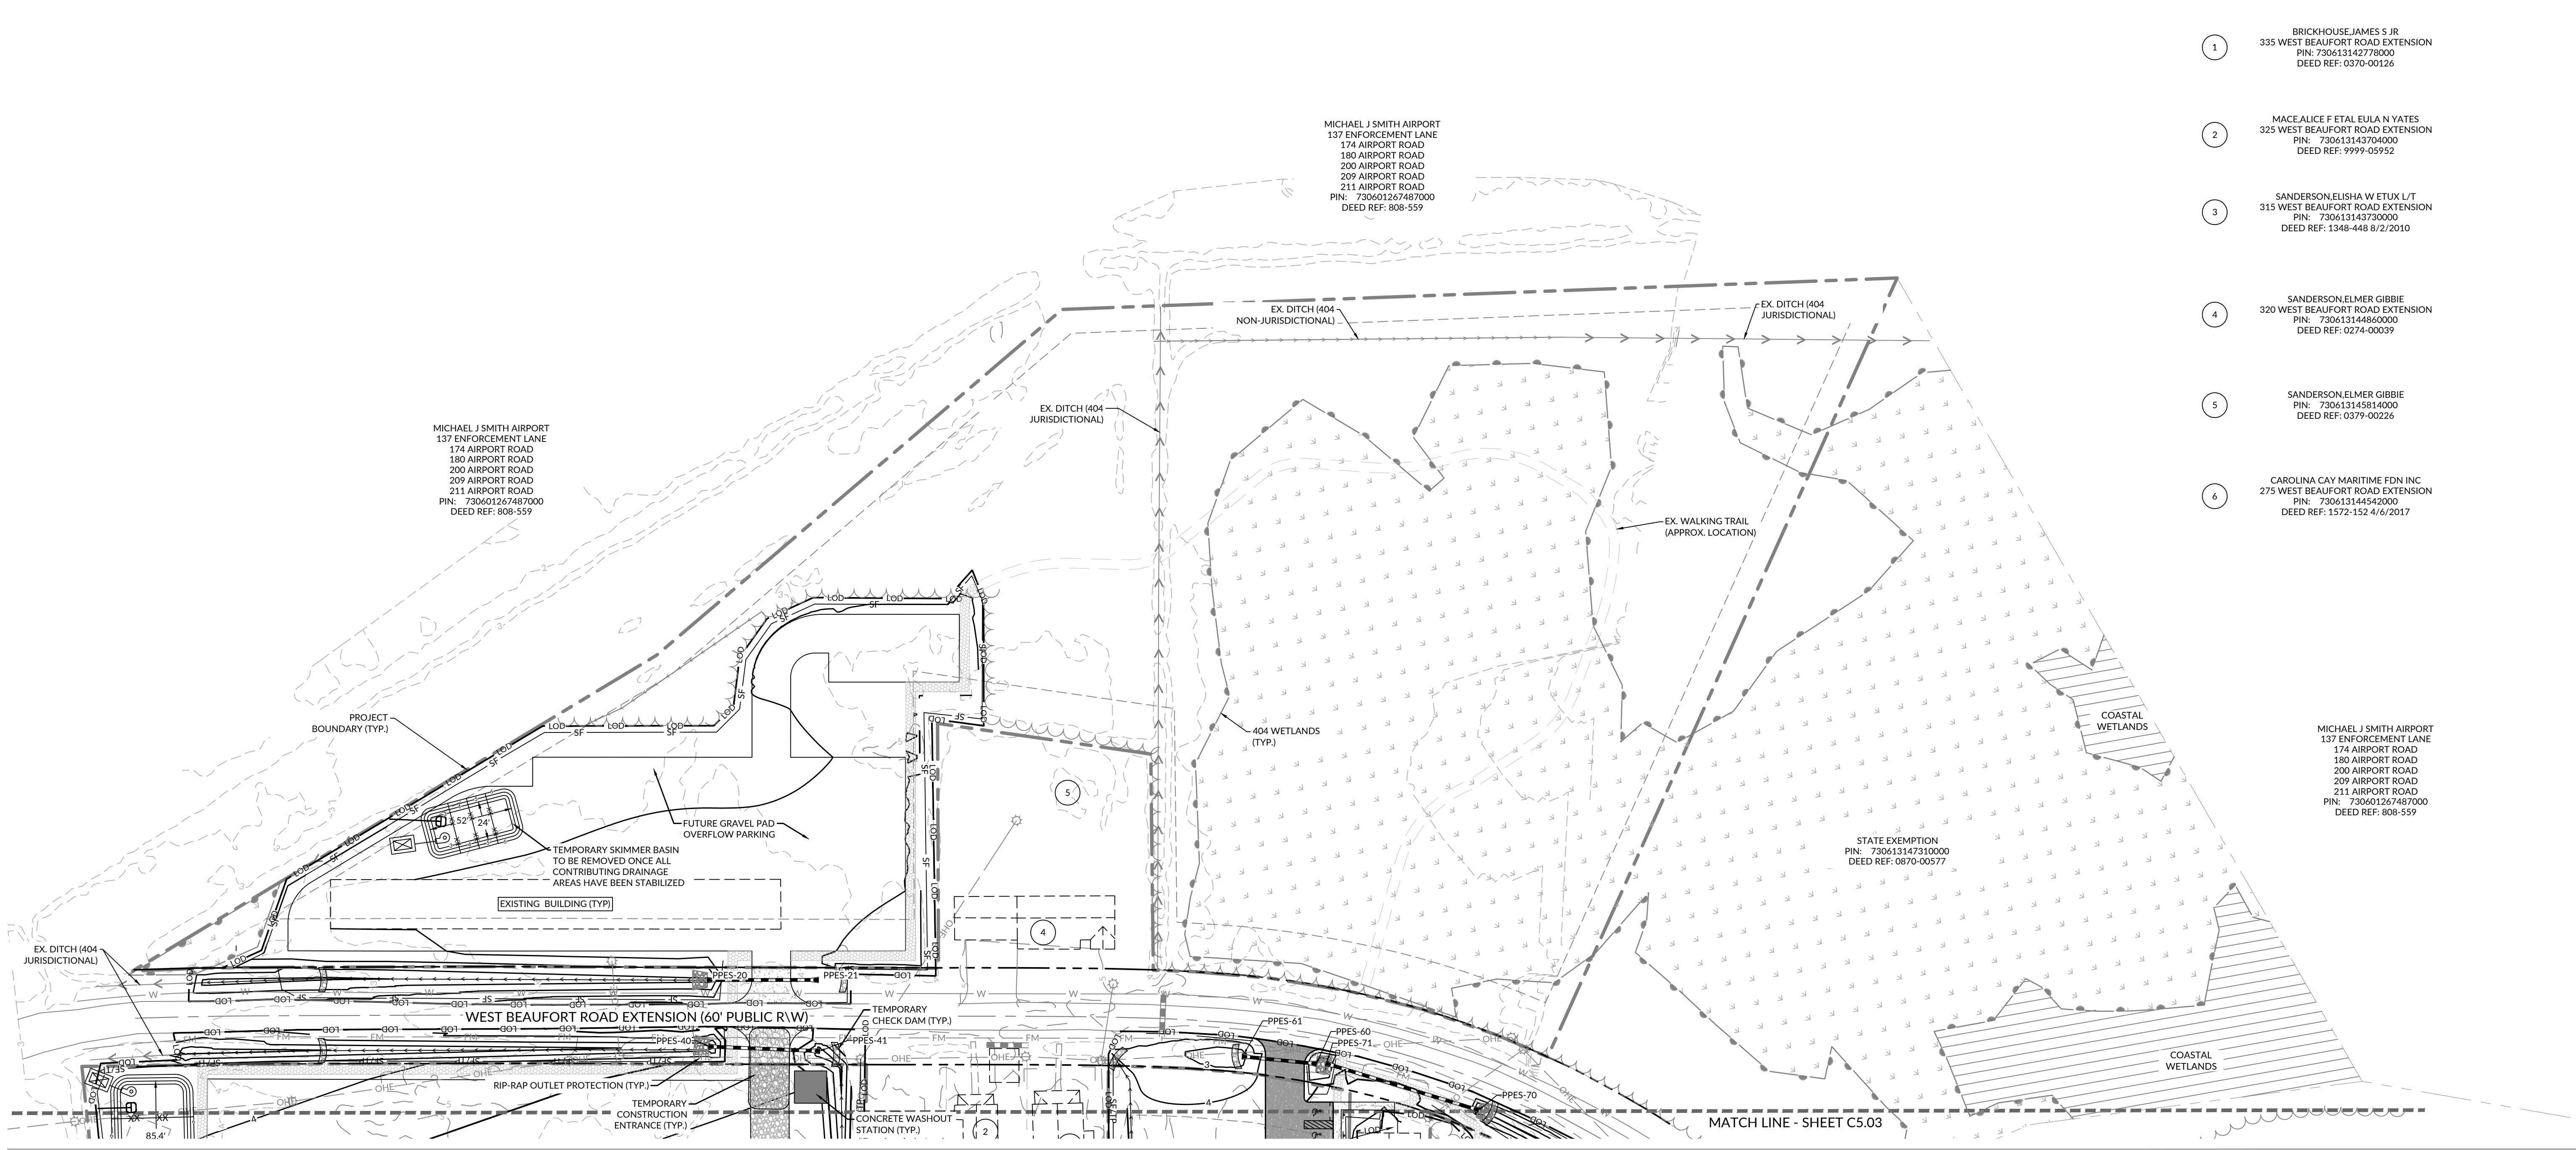 1
BRICKHOUSE,JAMES S JR
335 WEST BEAUFORT ROAD EXTENSION
PIN: 730613142778000
DEED REF: 0370-00126
2
MACE,ALICE F ETAL EULA N YATES
325 WEST BEAUFORT ROAD EXTENSION
PIN: 730613143704000
DEED REF: 9999-05952
3
SANDERSON,ELISHA W ETUX L/T
315 WEST BEAUFORT ROAD EXTENSION
PIN: 730613143730000
DEED REF: 1348-448 8/2/2010
4
SANDERSON,ELMER GIBBIE
320 WEST BEAUFORT ROAD EXTENSION
PIN: 730613144860000
DEED REF: 0274-00039
5
SANDERSON,ELMER GIBBIE
PIN: 730613145814000
DEED REF: 0379-00226
6
CAROLINA CAY MARITIME FDN INC
275 WEST BEAUFORT ROAD EXTENSION
PIN: 730613144542000
DEED REF: 1572-152 4/6/2017
MICHAEL J SMITH AIRPORT
137 ENFORCEMENT LANE
174 AIRPORT ROAD
180 AIRPORT ROAD
200 AIRPORT ROAD
209 AIRPORT ROAD
211 AIRPORT ROAD
PIN: 730601267487000
DEED REF: 808-559
EX. DITCH (404
NON-JURISDICTIONAL)
EX. DITCH (404
JURISDICTIONAL)
EX. DITCH (404
JURISDICTIONAL)
MICHAEL J SMITH AIRPORT
137 ENFORCEMENT LANE
174 AIRPORT ROAD
180 AIRPORT ROAD
200 AIRPORT ROAD
209 AIRPORT ROAD
211 AIRPORT ROAD
PIN: 730601267487000
DEED REF: 808-559
EX. WALKING TRAIL
(APPROX. LOCATION)
PROJECT
BOUNDARY (TYP.)
404 WETLANDS
(TYP.)
COASTAL
WETLANDS
MICHAEL J SMITH AIRPORT
137 ENFORCEMENT LANE
174 AIRPORT ROAD
180 AIRPORT ROAD
200 AIRPORT ROAD
209 AIRPORT ROAD
211 AIRPORT ROAD
PIN: 730601267487000
DEED REF: 808-559
5
52'
24'
FUTURE GRAVEL PAD
OVERFLOW PARKING
TEMPORARY SKIMMER BASIN
TO BE REMOVED ONCE ALL
CONTRIBUTING DRAINAGE
AREAS HAVE BEEN STABILIZED
STATE EXEMPTION
PIN: 730613147310000
DEED REF: 0870-00577
EXISTING BUILDING (TYP)
4
EX. DITCH (404
JURISDICTIONAL)
PPES-20
PPES-21
WEST BEAUFORT ROAD EXTENSION (60' PUBLIC R\W)
TEMPORARY
CHECK DAM (TYP.)
PPES-40
PPES-41
PPES-61
PPES-60
PPES-71
PPES-70
RIP-RAP OUTLET PROTECTION (TYP.)
TEMPORARY
CONSTRUCTION
ENTRANCE (TYP.)
CONCRETE WASHOUT
STATION (TYP.)
COASTAL
WETLANDS
MATCH LINE - SHEET C5.03
2
3
4
4
85.4'
LOD
SF
OHE
FM
W
SF/TP
XX